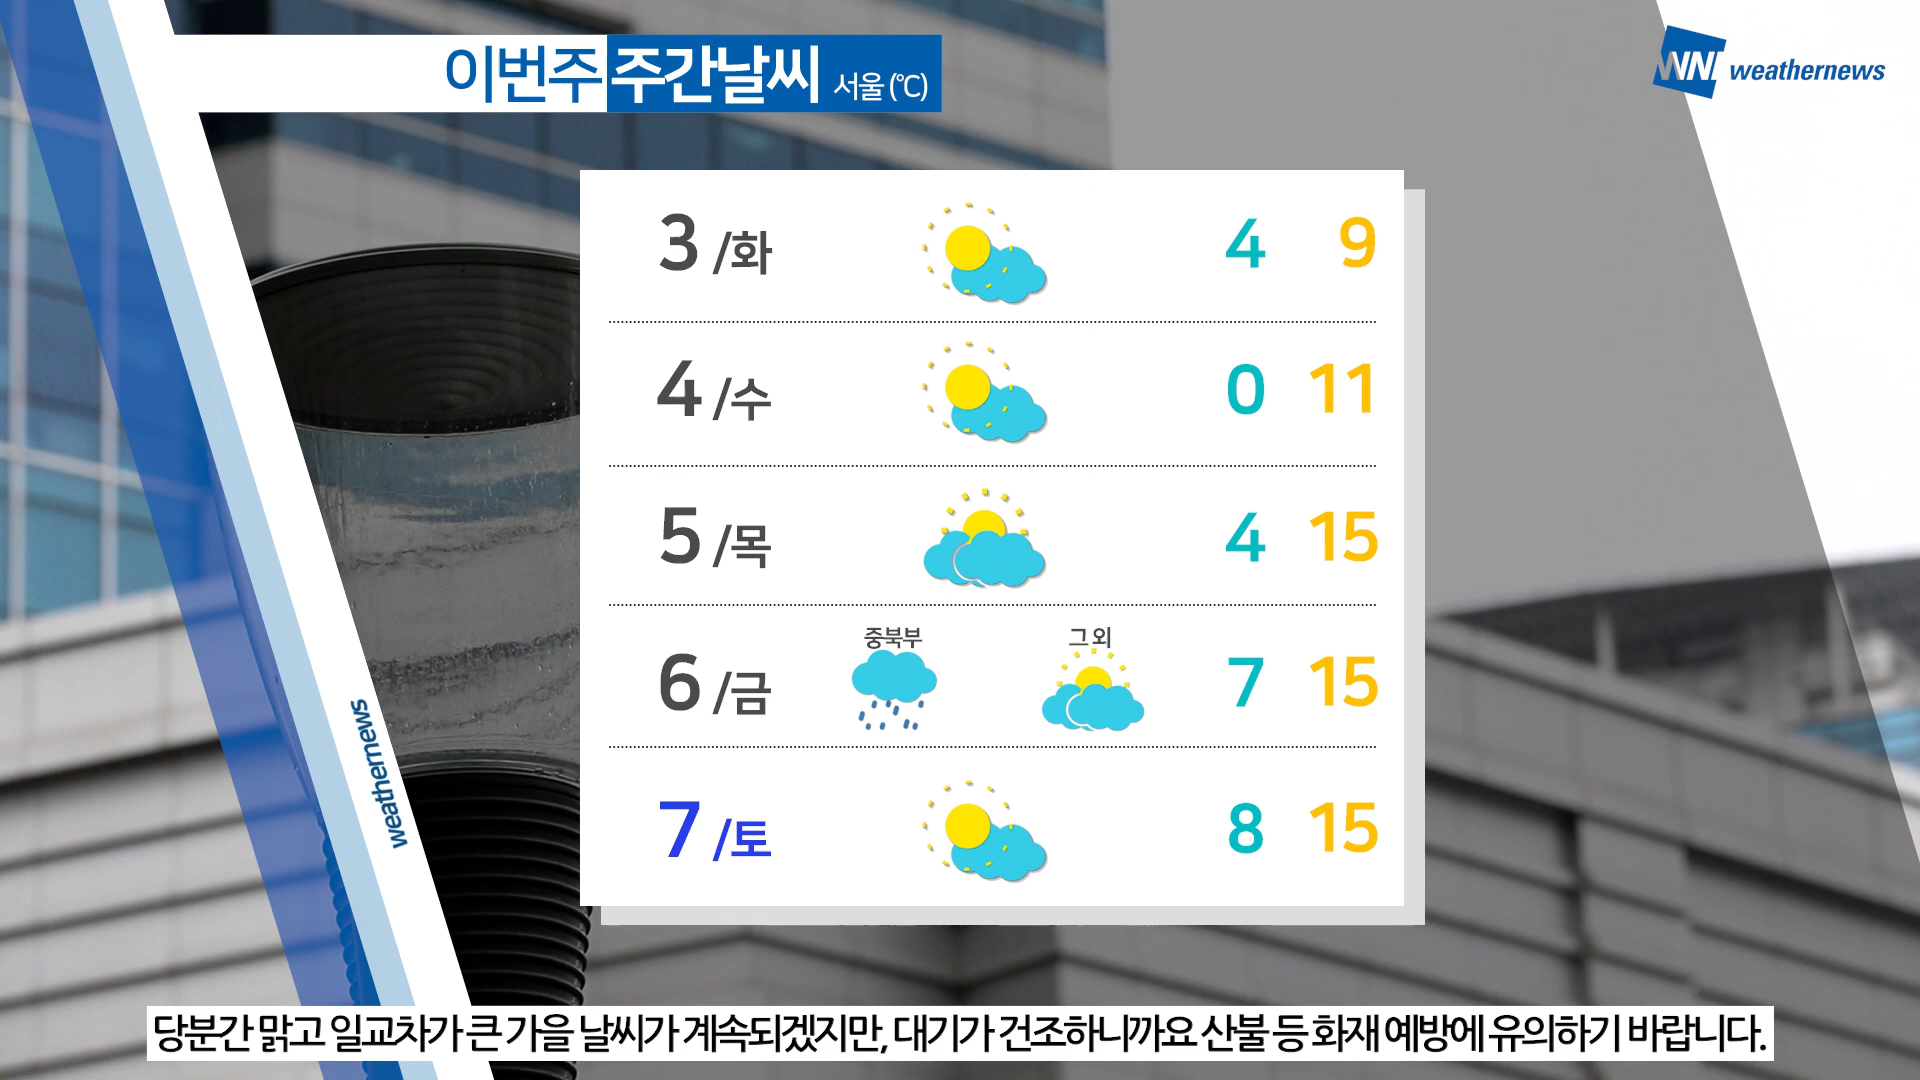 이번주 주간날씨 서울 (℃)
WNI weathernews
3 /화 4 9
4 /수 0 11
5 /목 4 15
중북부 그 외
6 /금 7 15
7 /토 8 15
weathernews
당분간 맑고 일교차가 큰 가을 날씨가 계속되겠지만, 대기가 건조하니까요 산불 등 화재 예방에 유의하기 바랍니다.